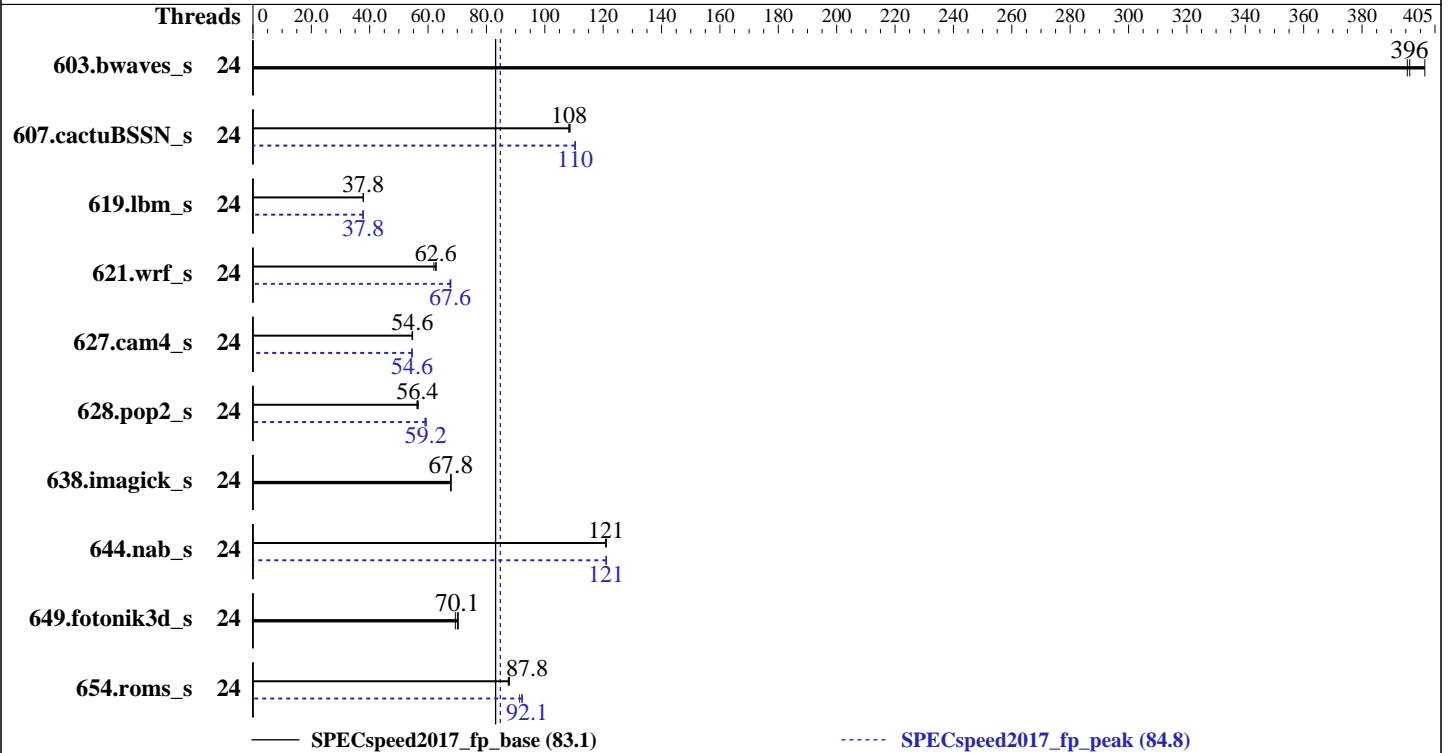 Threads 0 20.0 40.0 60.0 80.0 100 120 140 160 180 200 220 240 260 280 300 320 340 360 380 405
603.bwaves_s 24 396
607.cactuBSSN_s 24 108
110
619.lbm_s 24 37.8
37.8
621.wrf_s 24 62.6
67.6
627.cam4_s 24 54.6
54.6
628.pop2_s 24 56.4
59.2
638.imagick_s 24 67.8
644.nab_s 24 121
121
649.fotonik3d_s 24 70.1
654.roms_s 24 87.8
92.1
SPECspeed2017_fp_base (83.1) SPECspeed2017_fp_peak (84.8)